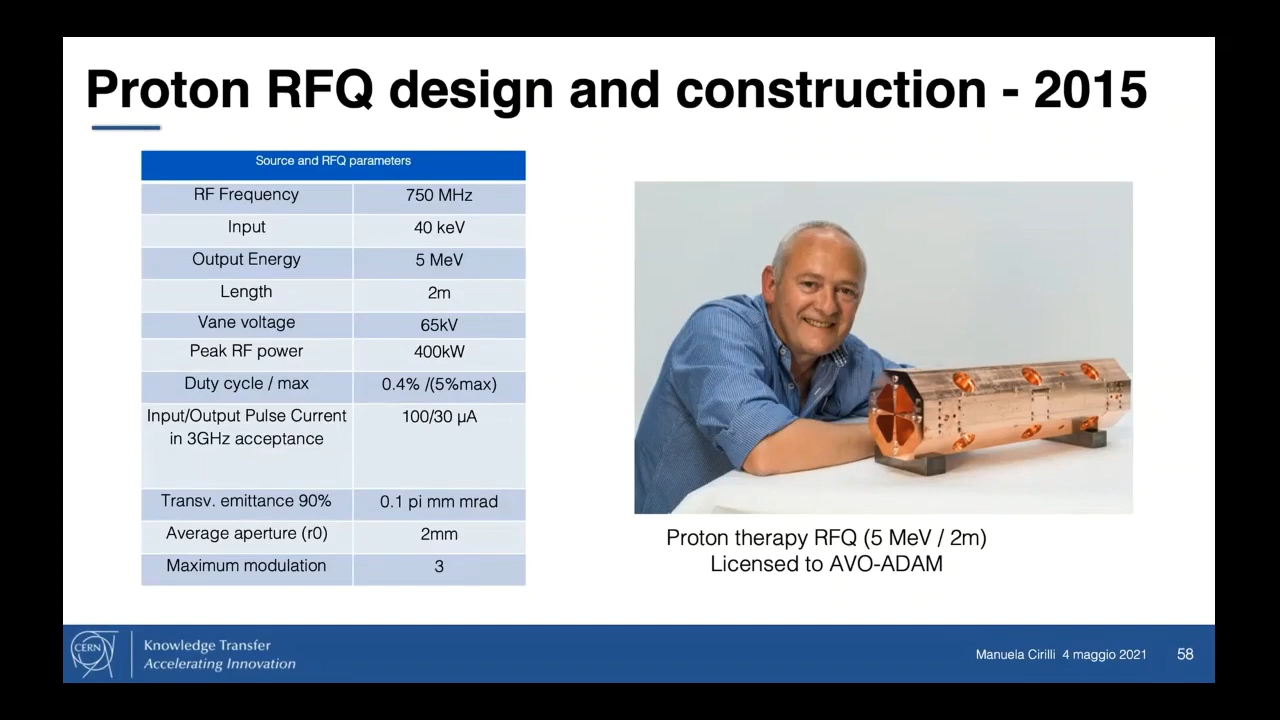 Proton RFQ design and construction - 2015
Source and RFQ parameters
RF Frequency 750 MHz
Input 40 keV
Output Energy 5 MeV
Length 2m
Vane voltage 65kV
Peak RF power 400kW
Duty cycle / max 0.4% /(5%max)
Input/Output Pulse Current 100/30 µA
in 3GHz acceptance
Transv. emittance 90% 0.1 pi mm mrad
Average aperture (r0) 2mm
Maximum modulation 3
Proton therapy RFQ (5 MeV / 2m)
Licensed to AVO-ADAM
CERN
Knowledge Transfer
Accelerating Innovation
Manuela Cirilli 4 maggio 2021 58